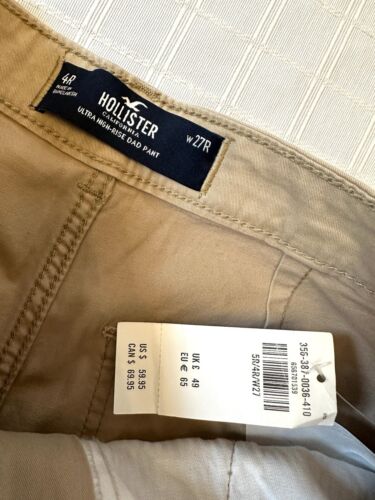 4R
MADE IN
BANGLADESH
HOLLISTER
CALIFORNIA
ULTRA HIGH-RISE DAD PANT
W 27R
US $ 59.95
CAN $ 69.95
UK £ 49
EU € 65
356-387-0036-410
656701339
5R/4R/W27